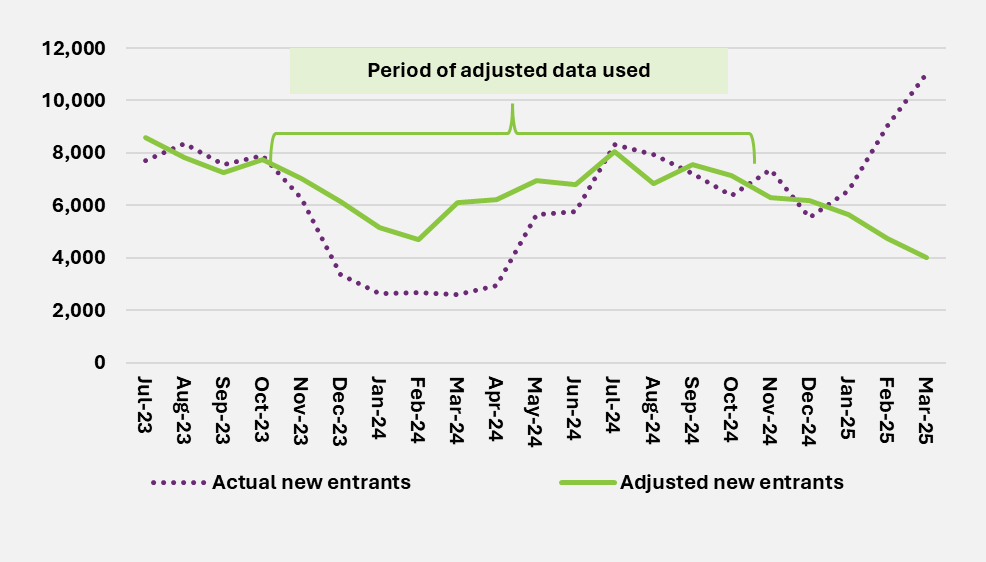 12,000
Period of adjusted data used
10,000
8,000
6,000
4,000
2,000
0
Jul-23
Aug-23
Sep-23
Oct-23
Nov-23
Dec-23
Jan-24
Feb-24
Mar-24
Apr-24
May-24
Jun-24
Jul-24
Aug-24
Sep-24
Oct-24
Nov-24
Dec-24
Jan-25
Feb-25
Mar-25
Actual new entrants
Adjusted new entrants